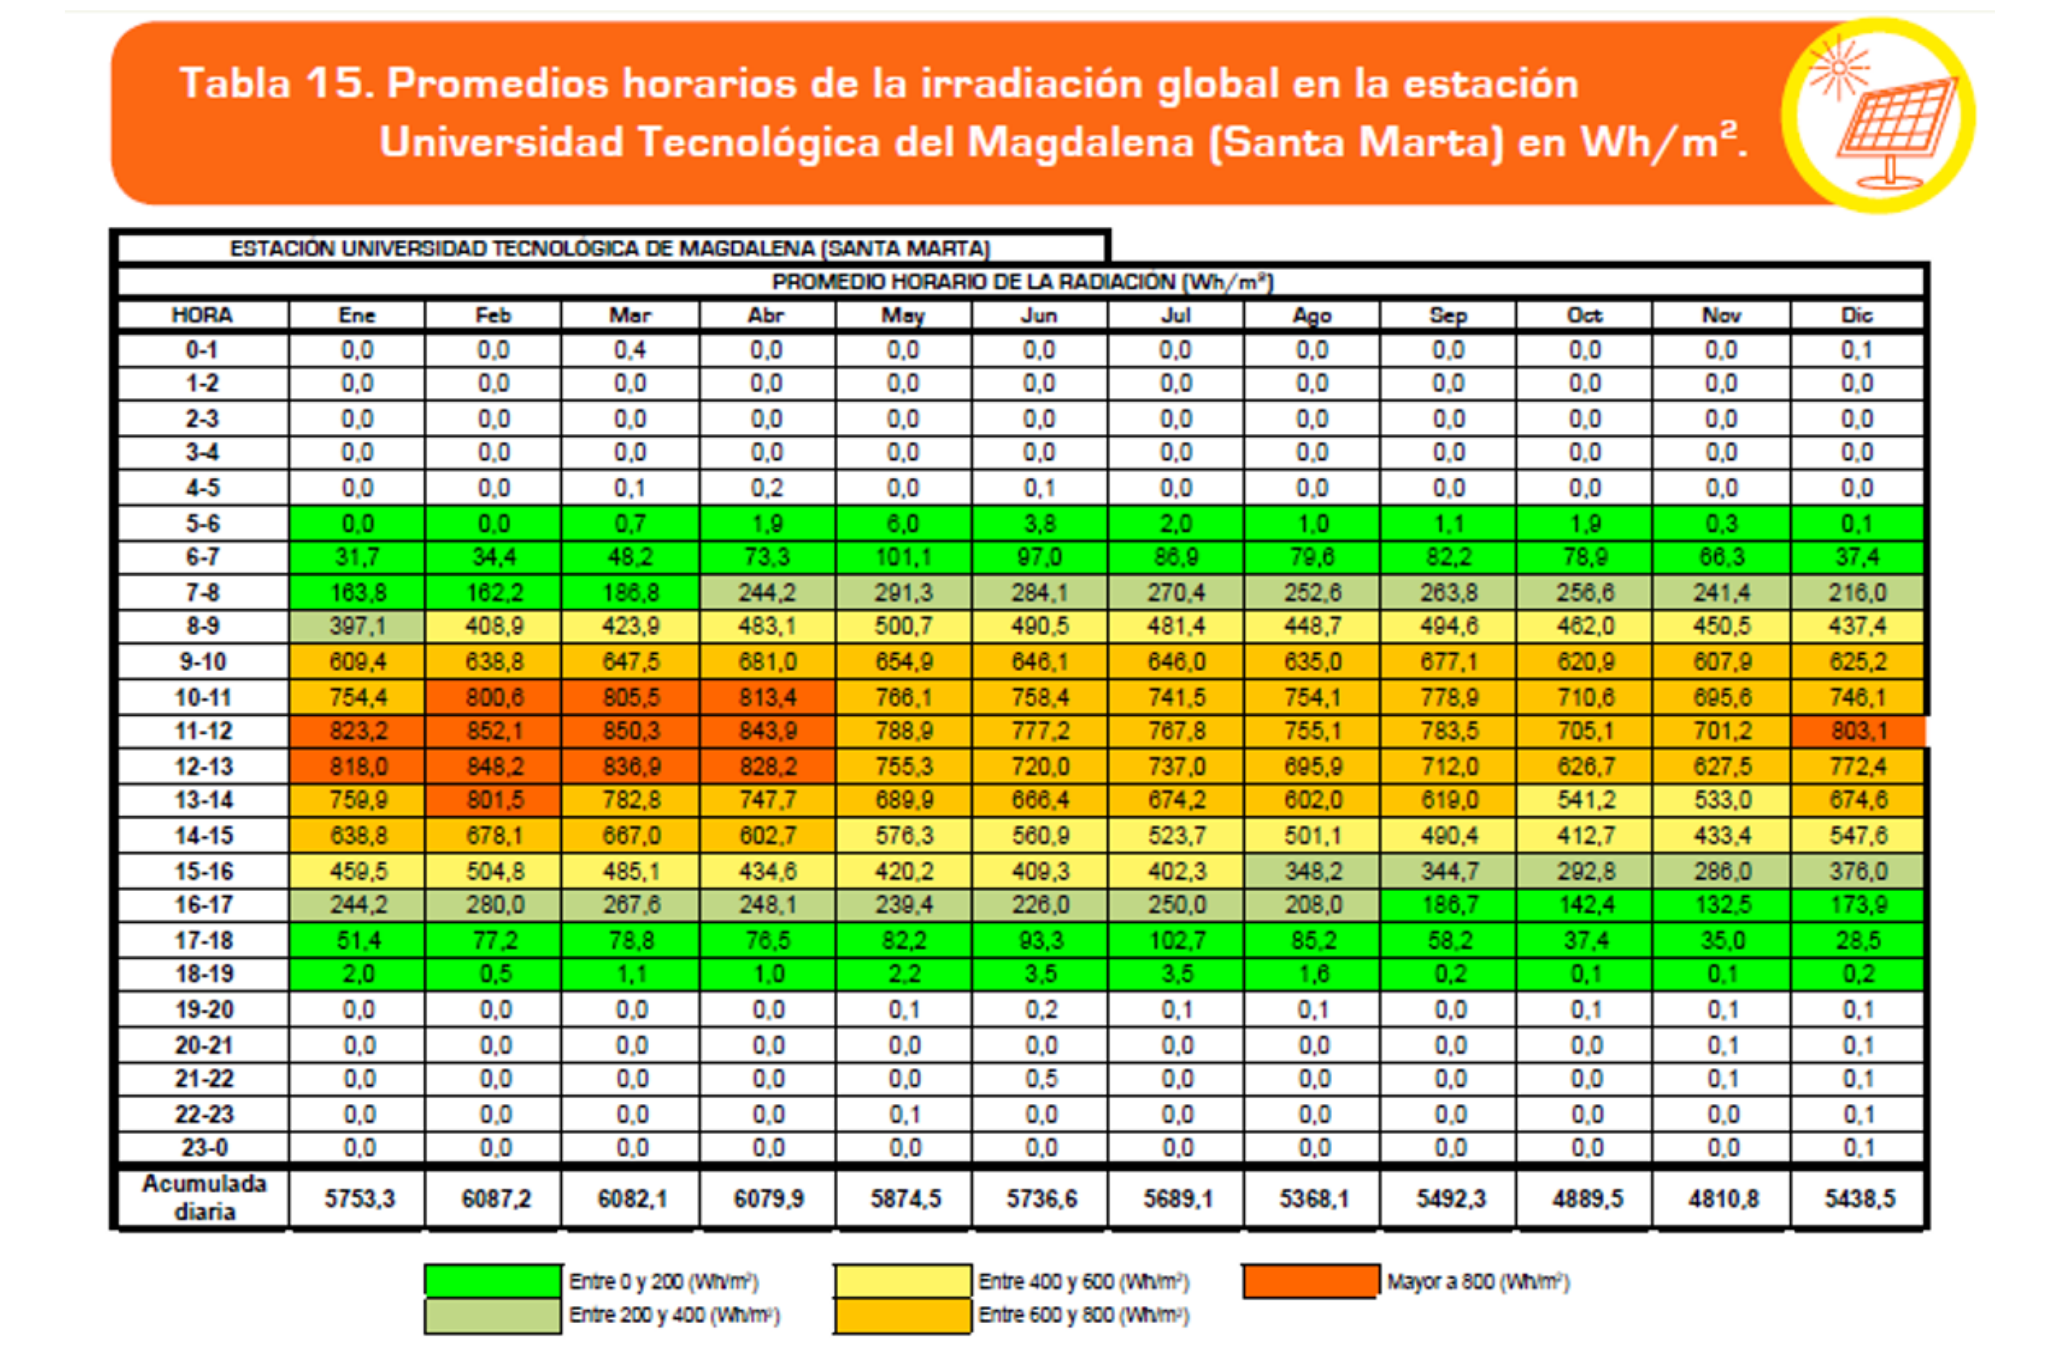 Tabla 15. Promedios horarios de la irradiación global en la estación
Universidad Tecnológica del Magdalena (Santa Marta) en Wh/m².
ESTACIÓN UNIVERSIDAD TECNOLÓGICA DE MAGDALENA (SANTA MARTA)
PROMEDIO HORARIO DE LA RADIACIÓN (Wh/m²)
HORA Ene Feb Mar Abr May Jun Jul Ago Sep Oct Nov Dic
0-1 0,0 0,0 0,4 0,0 0,0 0,0 0,0 0,0 0,0 0,0 0,0 0,1
1-2 0,0 0,0 0,0 0,0 0,0 0,0 0,0 0,0 0,0 0,0 0,0 0,0
2-3 0,0 0,0 0,0 0,0 0,0 0,0 0,0 0,0 0,0 0,0 0,0 0,0
3-4 0,0 0,0 0,0 0,0 0,0 0,0 0,0 0,0 0,0 0,0 0,0 0,0
4-5 0,0 0,0 0,1 0,2 0,0 0,1 0,0 0,0 0,0 0,0 0,0 0,0
5-6 0,0 0,0 0,7 1,9 6,0 3,8 2,0 1,0 1,1 1,9 0,3 0,1
6-7 31,7 34,4 48,2 73,3 101,1 97,0 86,9 79,6 82,2 78,9 66,3 37,4
7-8 163,8 162,2 186,8 244,2 291,3 284,1 270,4 252,6 263,8 256,6 241,4 216,0
8-9 397,1 408,9 423,9 483,1 500,7 490,5 481,4 448,7 494,6 462,0 450,5 437,4
9-10 609,4 638,8 647,5 681,0 654,9 646,1 646,0 635,0 677,1 620,9 607,9 625,2
10-11 754,4 800,6 805,5 813,4 766,1 758,4 741,5 754,1 778,9 710,6 695,6 746,1
11-12 823,2 852,1 850,3 843,9 788,9 777,2 767,8 755,1 783,5 705,1 701,2 803,1
12-13 818,0 848,2 836,9 828,2 755,3 720,0 737,0 695,9 712,0 626,7 627,5 772,4
13-14 759,9 801,5 782,8 747,7 689,9 666,4 674,2 602,0 619,0 541,2 533,0 674,6
14-15 638,8 678,1 667,0 602,7 576,3 560,9 523,7 501,1 490,4 412,7 433,4 547,6
15-16 459,5 504,8 485,1 434,6 420,2 409,3 402,3 348,2 344,7 292,8 286,0 376,0
16-17 244,2 280,0 267,6 248,1 239,4 226,0 250,0 208,0 186,7 142,4 132,5 173,9
17-18 51,4 77,2 78,8 76,5 82,2 93,3 102,7 85,2 58,2 37,4 35,0 28,5
18-19 2,0 0,5 1,1 1,0 2,2 3,5 3,5 1,6 0,2 0,1 0,1 0,2
19-20 0,0 0,0 0,0 0,0 0,1 0,2 0,1 0,1 0,0 0,1 0,1 0,1
20-21 0,0 0,0 0,0 0,0 0,0 0,0 0,0 0,0 0,0 0,0 0,1 0,1
21-22 0,0 0,0 0,0 0,0 0,0 0,5 0,0 0,0 0,0 0,0 0,1 0,1
22-23 0,0 0,0 0,0 0,0 0,1 0,0 0,0 0,0 0,0 0,0 0,0 0,1
23-0 0,0 0,0 0,0 0,0 0,0 0,0 0,0 0,0 0,0 0,0 0,0 0,1
Acumulada diaria 5753,3 6087,2 6082,1 6079,9 5874,5 5736,6 5689,1 5368,1 5492,3 4889,5 4810,8 5438,5
Entre 0 y 200 (Wh/m²) Entre 400 y 600 (Wh/m²) Mayor a 800 (Wh/m²)
Entre 200 y 400 (Wh/m²) Entre 600 y 800 (Wh/m²)